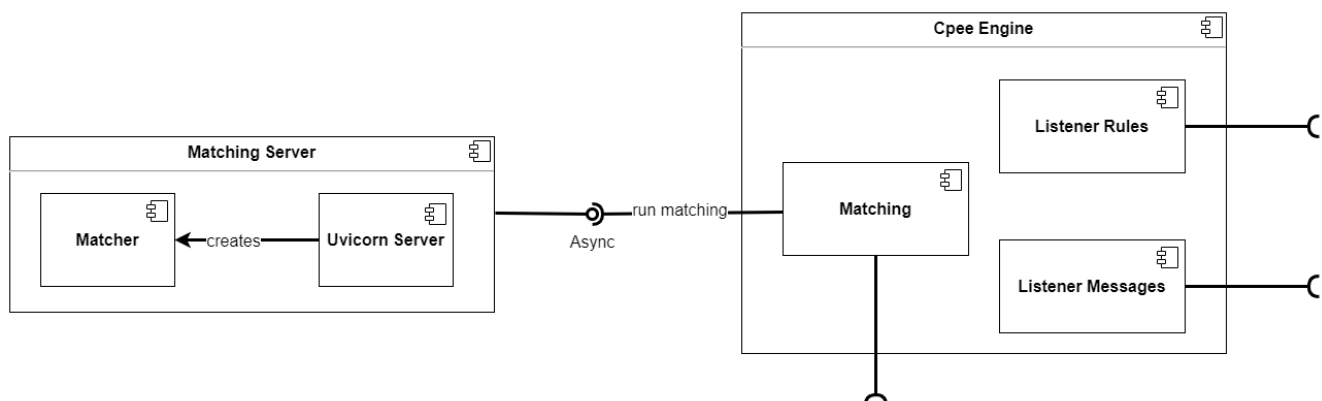 Cpee Engine
Listener Rules
Matching Server
Matching
run matching
Async
Matcher
creates
Uvicorn Server
Listener Messages